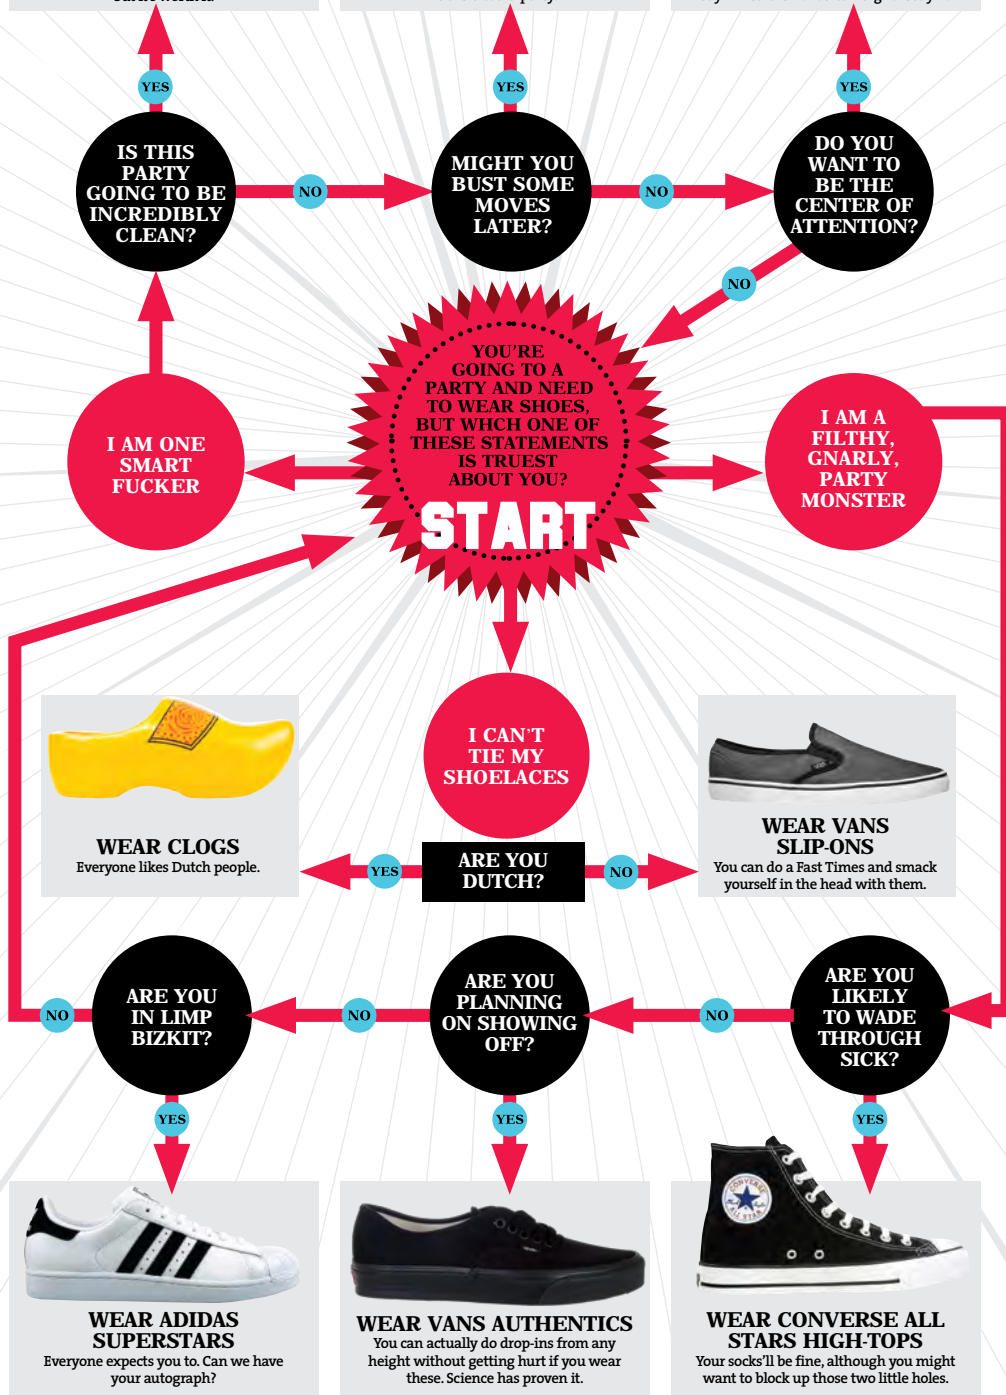 YES
YES
YES
IS THIS
PARTY
GOING TO BE
INCREDIBLY
CLEAN?
NO
MIGHT YOU
BUST SOME
MOVES
LATER?
NO
DO YOU
WANT TO
BE THE
CENTER OF
ATTENTION?
NO
YOU'RE
GOING TO A
PARTY AND NEED
TO WEAR SHOES,
BUT WHCH ONE OF
THESE STATEMENTS
IS TRUEST
ABOUT YOU?
START
I AM ONE
SMART
FUCKER
I AM A
FILTHY,
GNARLY,
PARTY
MONSTER
I CAN'T
TIE MY
SHOELACES
WEAR CLOGS
Everyone likes Dutch people.
YES
ARE YOU
DUTCH?
NO
WEAR VANS
SLIP-ONS
You can do a Fast Times and smack
yourself in the head with them.
NO
ARE YOU
IN LIMP
BIZKIT?
NO
ARE YOU
PLANNING
ON SHOWING
OFF?
NO
ARE YOU
LIKELY
TO WADE
THROUGH
SICK?
YES
YES
YES
CONVERSE
ALL STAR
WEAR ADIDAS
SUPERSTARS
Everyone expects you to. Can we have
your autograph?
WEAR VANS AUTHENTICS
You can actually do drop-ins from any
height without getting hurt if you wear
these. Science has proven it.
WEAR CONVERSE ALL
STARS HIGH-TOPS
Your socks'll be fine, although you might
want to block up those two little holes.